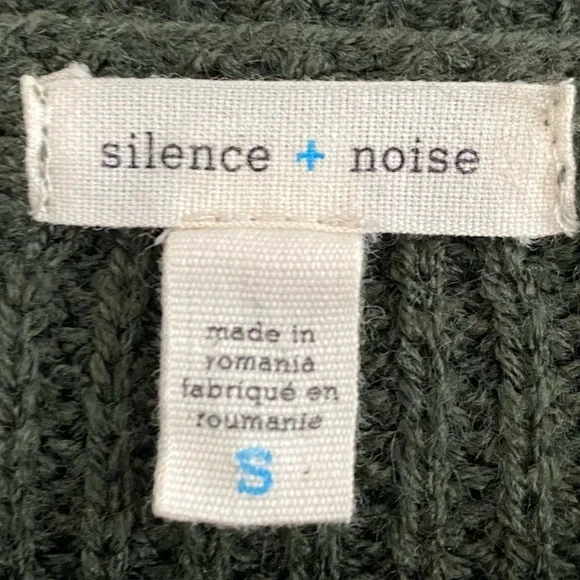 silence + noise
made in
romania
fabriqué en
roumanie
S